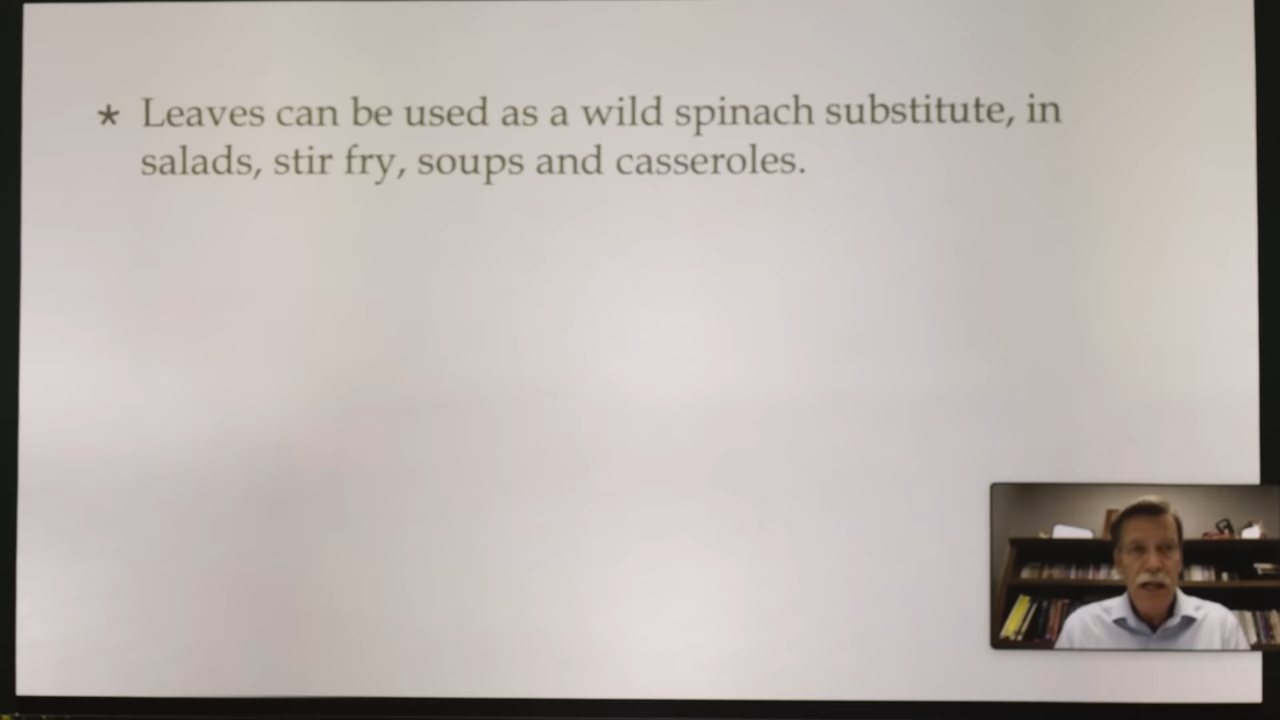 * Leaves can be used as a wild spinach substitute, in
salads, stir fry, soups and casseroles.